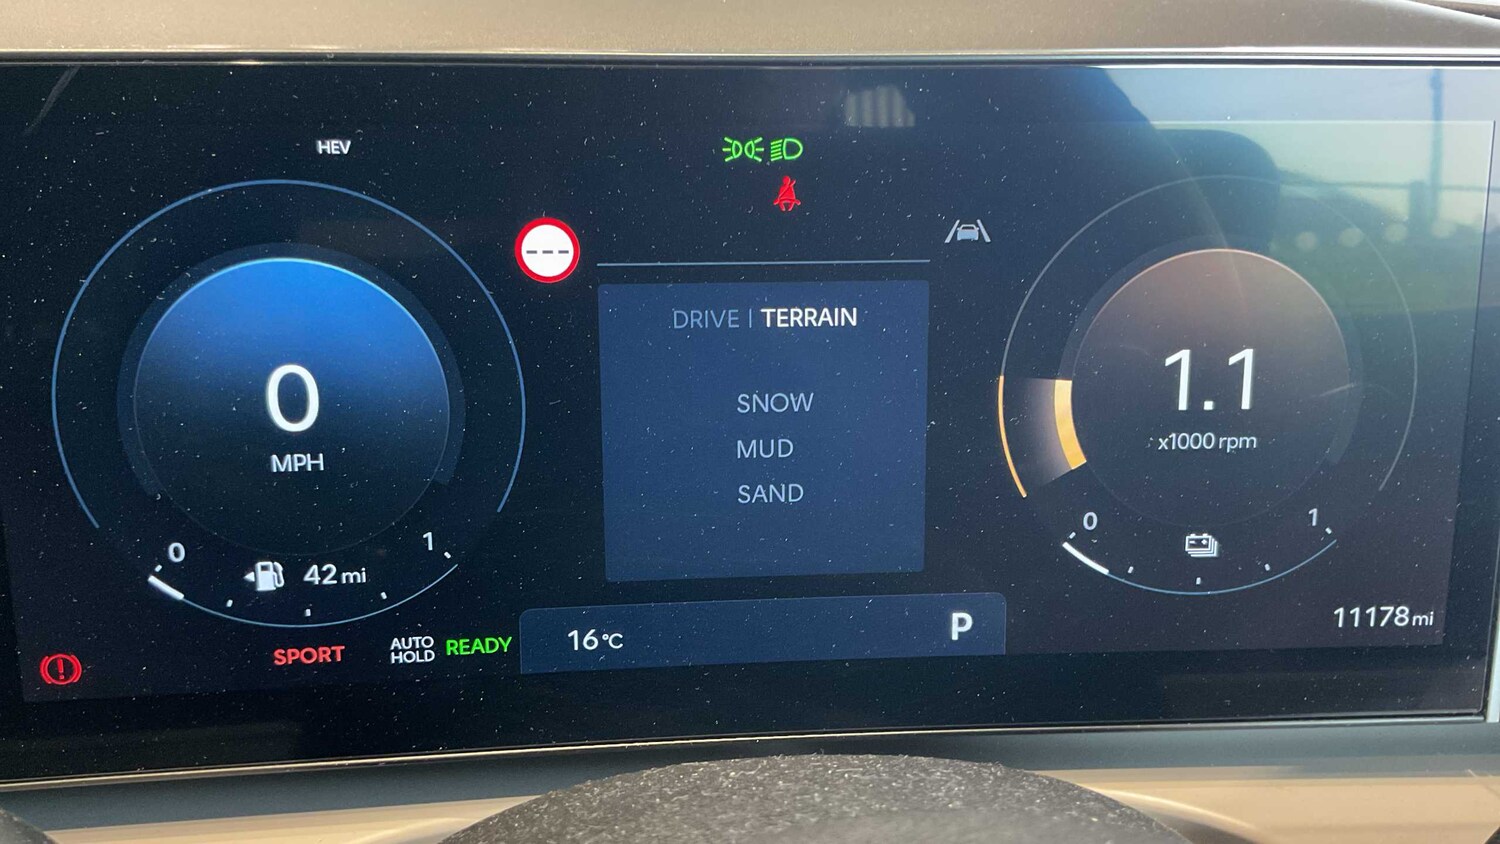 HEV
---
DRIVE | TERRAIN
SNOW
MUD
SAND
0
MPH
1.1
x1000 rpm
0 42 mi 1
0 1
11178 mi
SPORT
AUTO
HOLD
READY
16°C
P